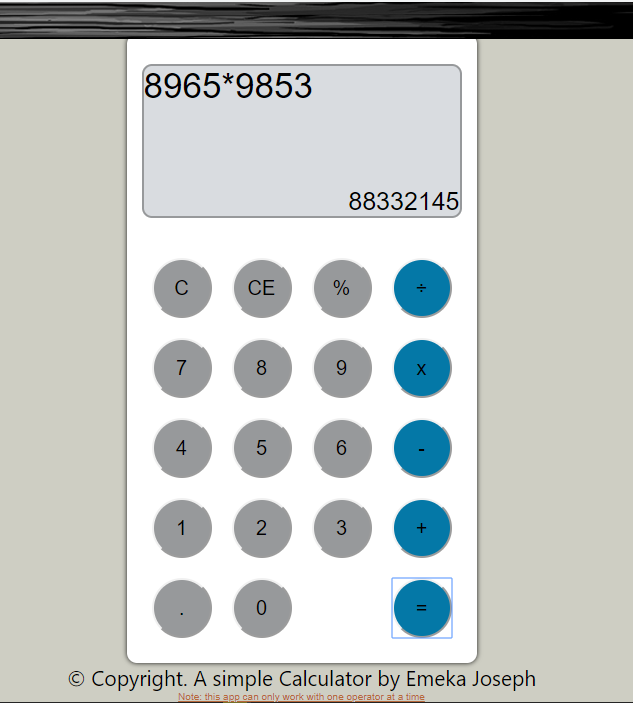 8965*9853
88332145
C CE % ÷
7 8 9 x
4 5 6 -
1 2 3 +
. 0 =
© Copyright. A simple Calculator by Emeka Joseph
Note: this app can only work with one operator at a time